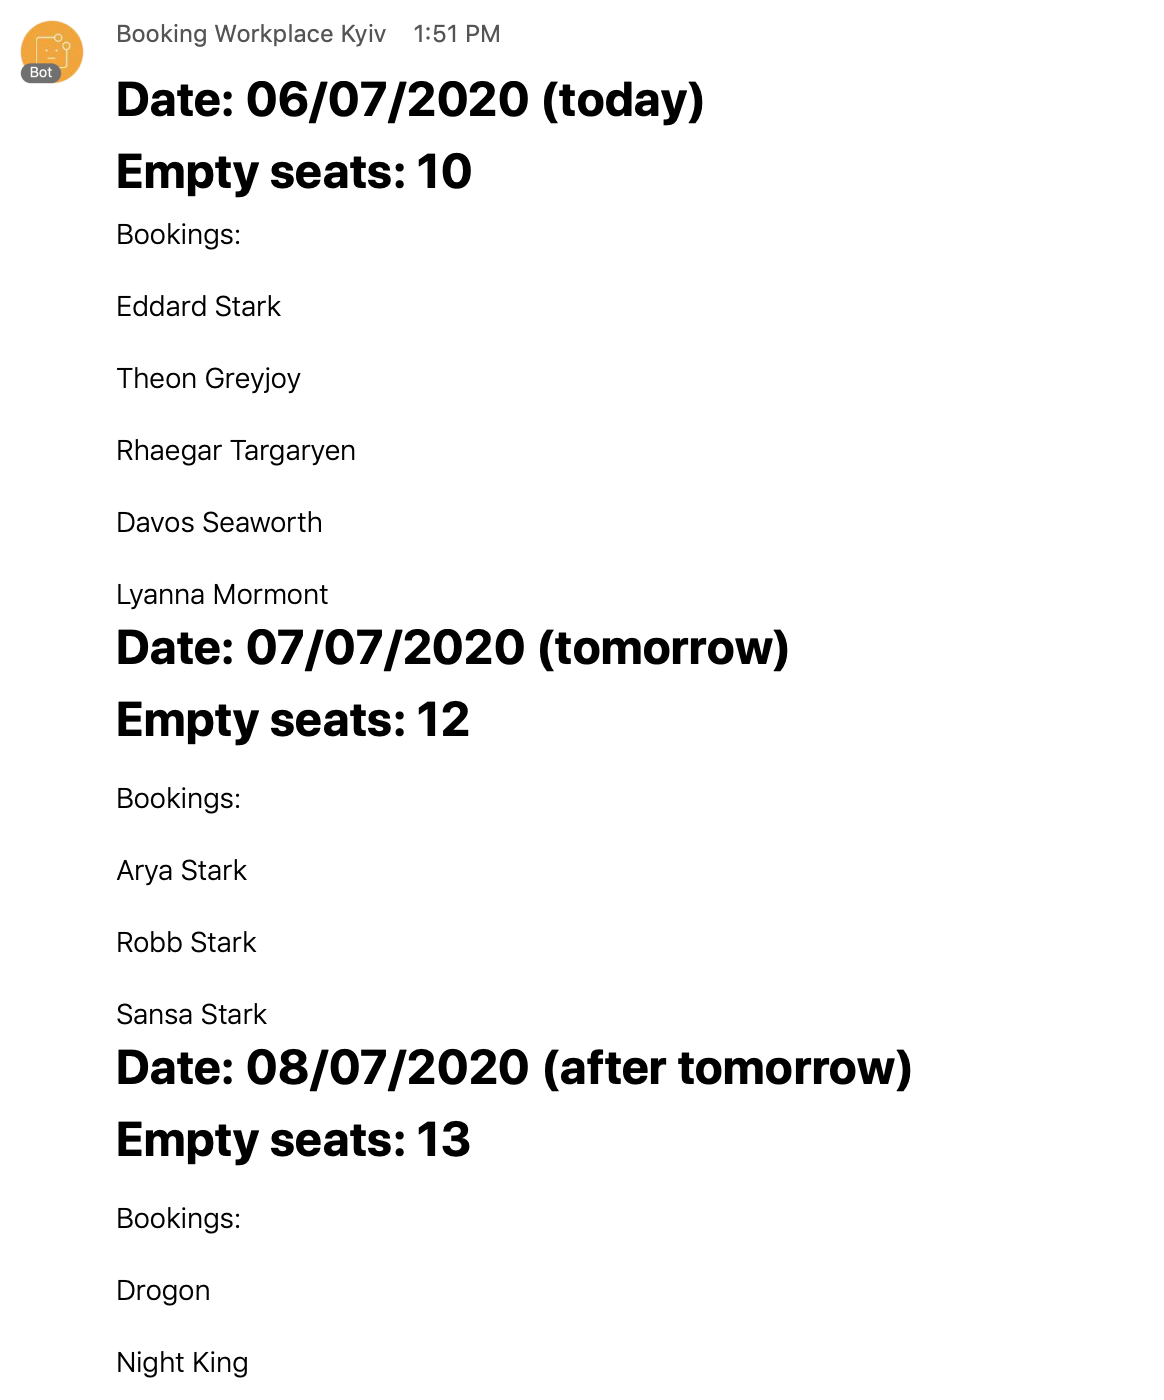 Booking Workplace Kyiv 1:51 PM
Bot
Date: 06/07/2020 (today)
Empty seats: 10
Bookings:
Eddard Stark
Theon Greyjoy
Rhaegar Targaryen
Davos Seaworth
Lyanna Mormont
Date: 07/07/2020 (tomorrow)
Empty seats: 12
Bookings:
Arya Stark
Robb Stark
Sansa Stark
Date: 08/07/2020 (after tomorrow)
Empty seats: 13
Bookings:
Drogon
Night King